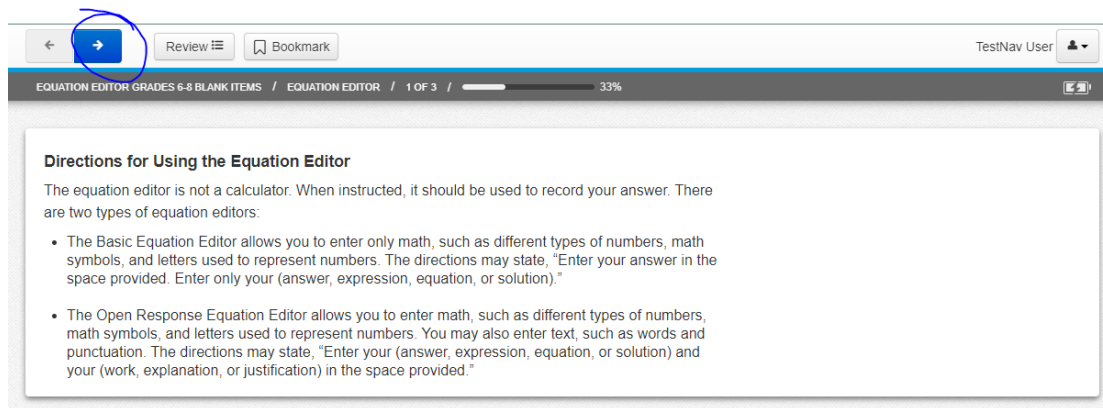 Review
Bookmark
TestNav User
EQUATION EDITOR GRADES 6-8 BLANK ITEMS / EQUATION EDITOR / 1 OF 3 / 33%
Directions for Using the Equation Editor
The equation editor is not a calculator. When instructed, it should be used to record your answer. There
are two types of equation editors:
• The Basic Equation Editor allows you to enter only math, such as different types of numbers, math
symbols, and letters used to represent numbers. The directions may state, “Enter your answer in the
space provided. Enter only your (answer, expression, equation, or solution).”
• The Open Response Equation Editor allows you to enter math, such as different types of numbers,
math symbols, and letters used to represent numbers. You may also enter text, such as words and
punctuation. The directions may state, “Enter your (answer, expression, equation, or solution) and
your (work, explanation, or justification) in the space provided.”